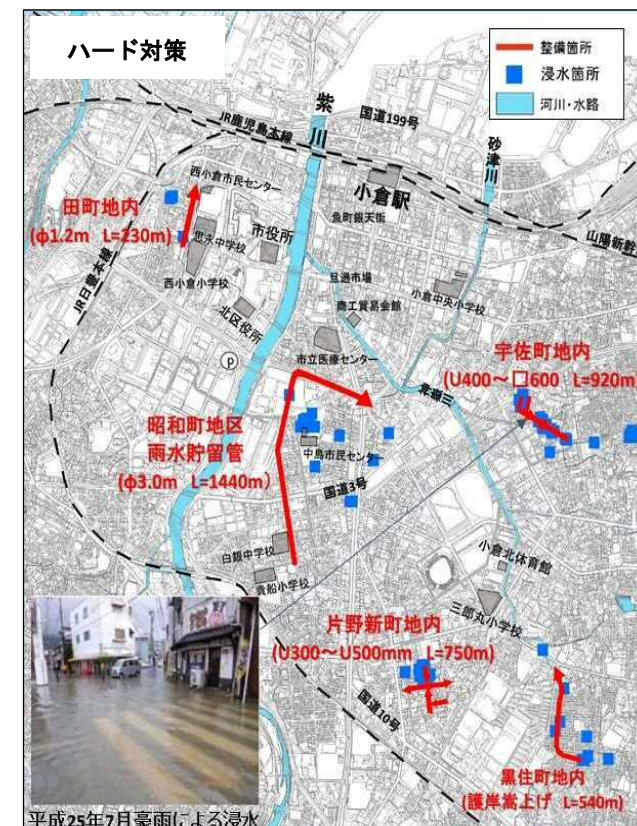 ハード対策
整備箇所
浸水箇所
河川・水路
紫川
国道199号
JR鹿児島本線
砂津川
西小倉市民センター
小倉駅
田町地内
(φ1.2m L=230m)
魚町銀天街
山陽新幹
思永中学校
市役所
旦過市場
西小倉小学校
JR日豊本線
小倉中央小学校
商工貿易会館
北区役所
P
市立医療センター
宇佐町地内
(U400～□600 L=920m)
昭和町地区
雨水貯留管
(φ3.0m L=1440m)
中島市民センター
国道3号
白銀中学校
小倉北体育館
貴船小学校
三郎丸小学校
片野新町地内
(U300～U500mm L=750m)
国道10号
黒住町地内
(護岸嵩上げ L=540m)
平成25年7月豪雨による浸水